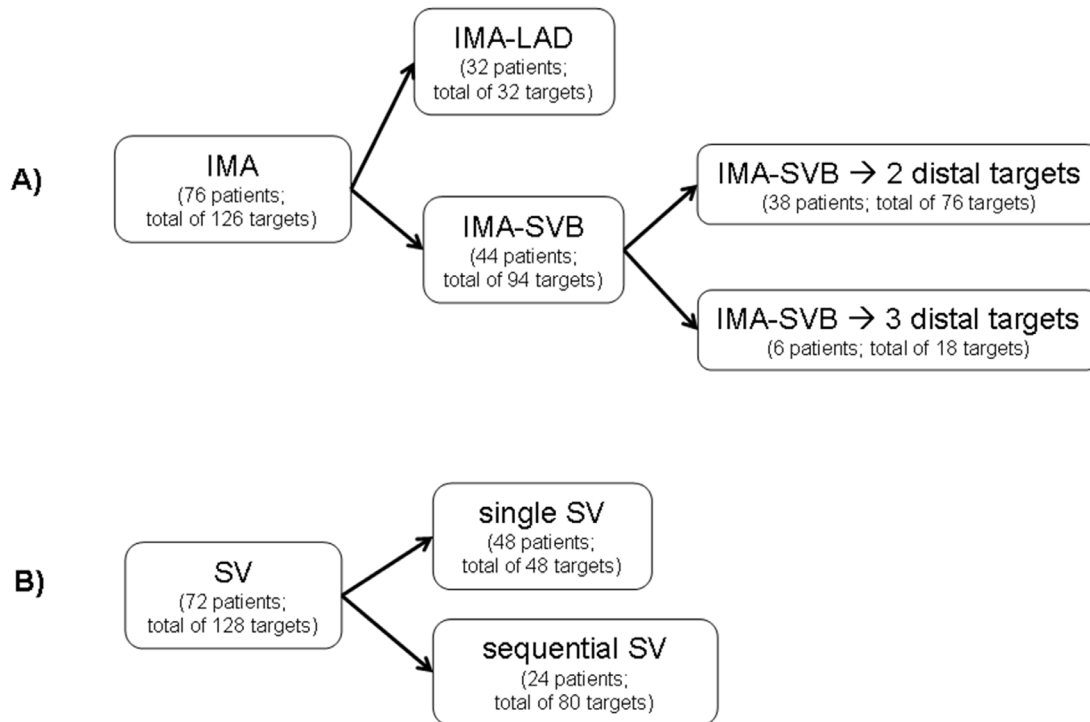 A)
IMA
(76 patients;
total of 126 targets)
IMA-LAD
(32 patients;
total of 32 targets)
IMA-SVB
(44 patients;
total of 94 targets)
IMA-SVB → 2 distal targets
(38 patients; total of 76 targets)
IMA-SVB → 3 distal targets
(6 patients; total of 18 targets)
B)
SV
(72 patients;
total of 128 targets)
single SV
(48 patients;
total of 48 targets)
sequential SV
(24 patients;
total of 80 targets)